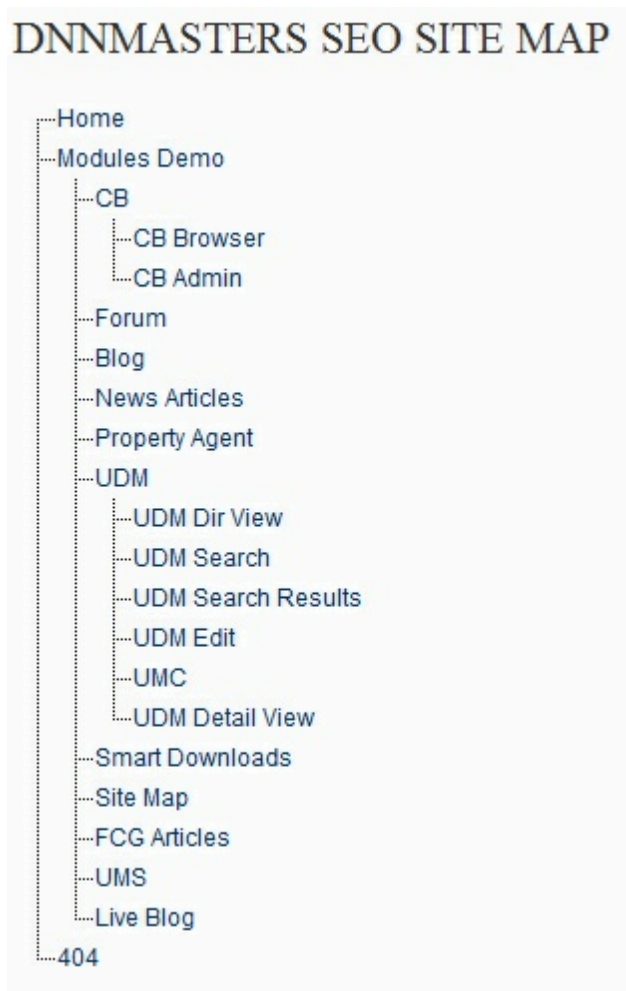 DNNMASTERS SEO SITE MAP
Home
Modules Demo
CB
CB Browser
CB Admin
Forum
Blog
News Articles
Property Agent
UDM
UDM Dir View
UDM Search
UDM Search Results
UDM Edit
UMC
UDM Detail View
Smart Downloads
Site Map
FCG Articles
UMS
Live Blog
404